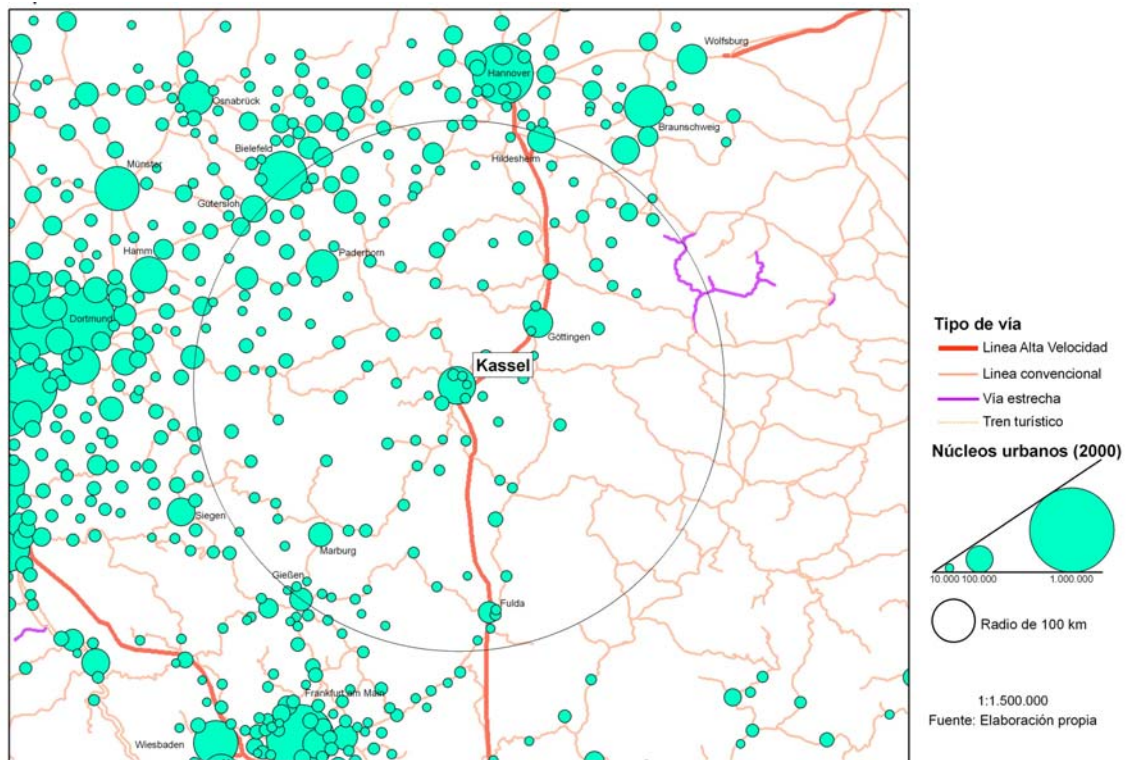 Wolfsburg
Hannover
Osnabrück
Braunschweig
Bielefeld
Hildesheim
Münster
Gütersloh
Hamm
Paderborn
Dortmund
Göttingen
Kassel
Siegen
Marburg
Gießen
Fulda
Frankfurt am Main
Wiesbaden
Tipo de vía
Linea Alta Velocidad
Linea convencional
Vía estrecha
Tren turístico
Núcleos urbanos (2000)
10.000 100.000 1.000.000
Radio de 100 km
1:1.500.000
Fuente: Elaboración propia